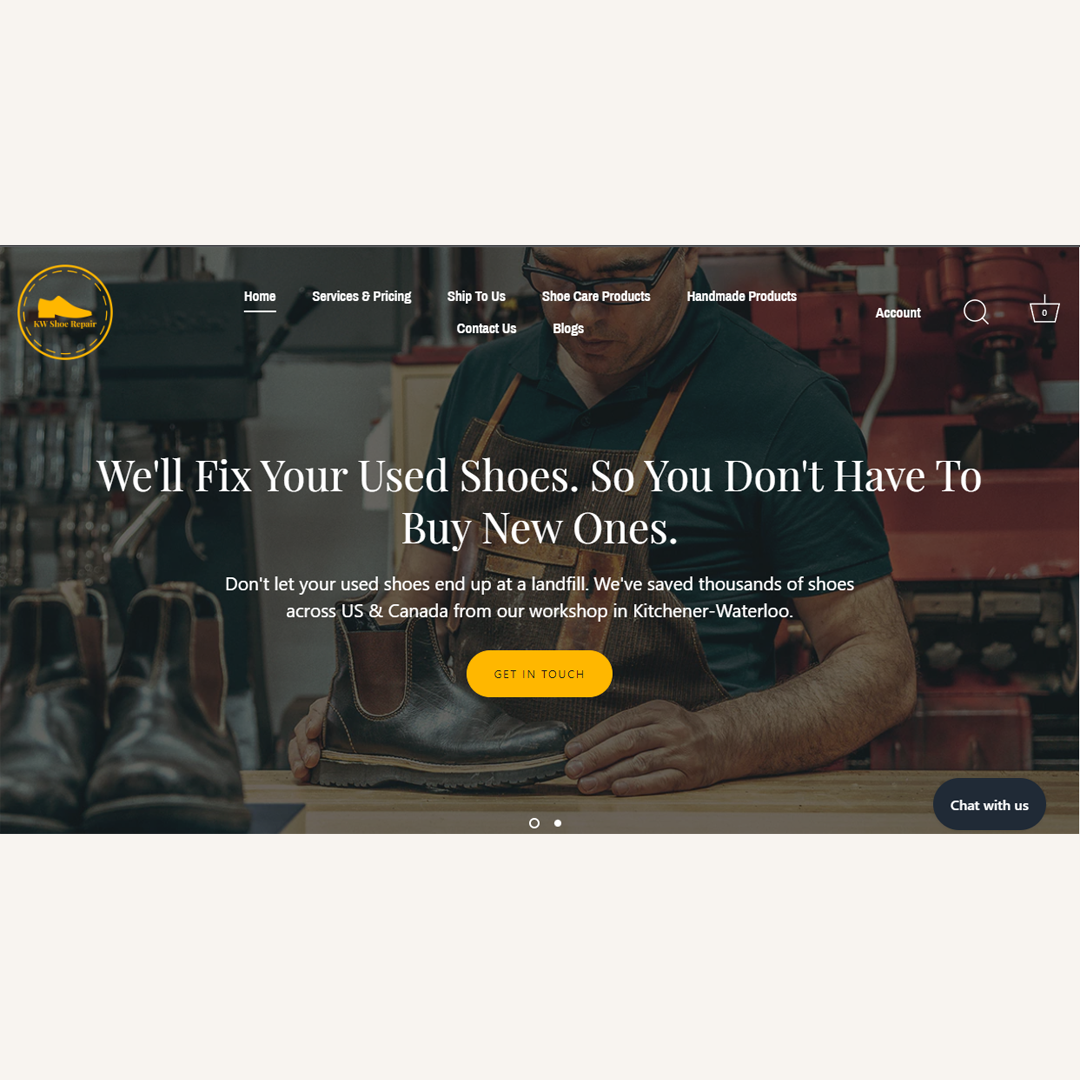 KW Shoe Repair
Home Services & Pricing Ship To Us Shoe Care Products Handmade Products
Contact Us Blogs
Account
0
We'll Fix Your Used Shoes. So You Don't Have To
Buy New Ones.
Don't let your used shoes end up at a landfill. We've saved thousands of shoes
across US & Canada from our workshop in Kitchener-Waterloo.
GET IN TOUCH
Chat with us